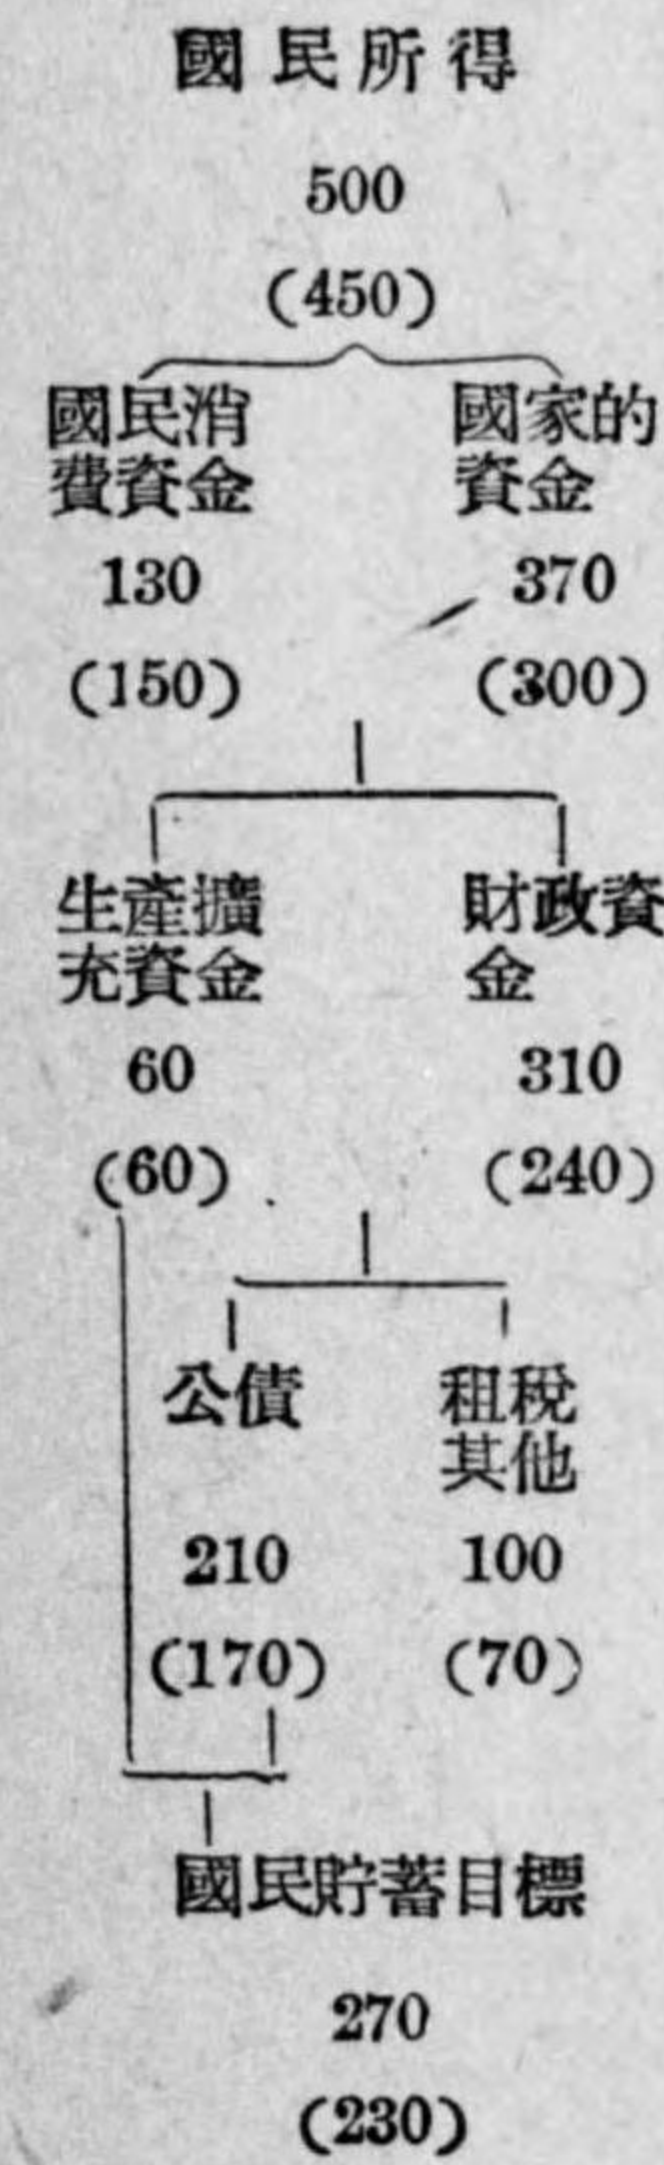 國民所得
500
(450)
國民消 國家的
費資金 資金
130 370
(150) (300)
生產擴 財政資
充資金 金
60 310
(60) (240)
公債 租稅
其他
210 100
(170) (70)
國民貯蓄目標
270
(230)